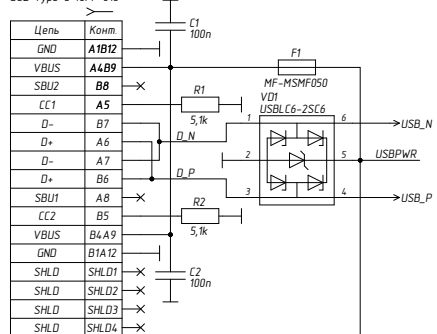 C1
100n
Цепь Конт.
GND A1B12
VBUS A4B9
SBU2 B8
CC1 A5
D- B7
D+ A6
D- A7
D+ B6
SBU1 A8
CC2 B5
VBUS B4A9
GND B1A12
SHLD SHLD1
SHLD SHLD2
SHLD SHLD3
SHLD SHLD4
R1
5,1k
D_N
D_P
R2
5,1k
C2
100n
F1
MF-MSMF050
VD1
USBLC6-2SC6
1 6
2 5
3 4
USB_N
USBPWR
USB_P